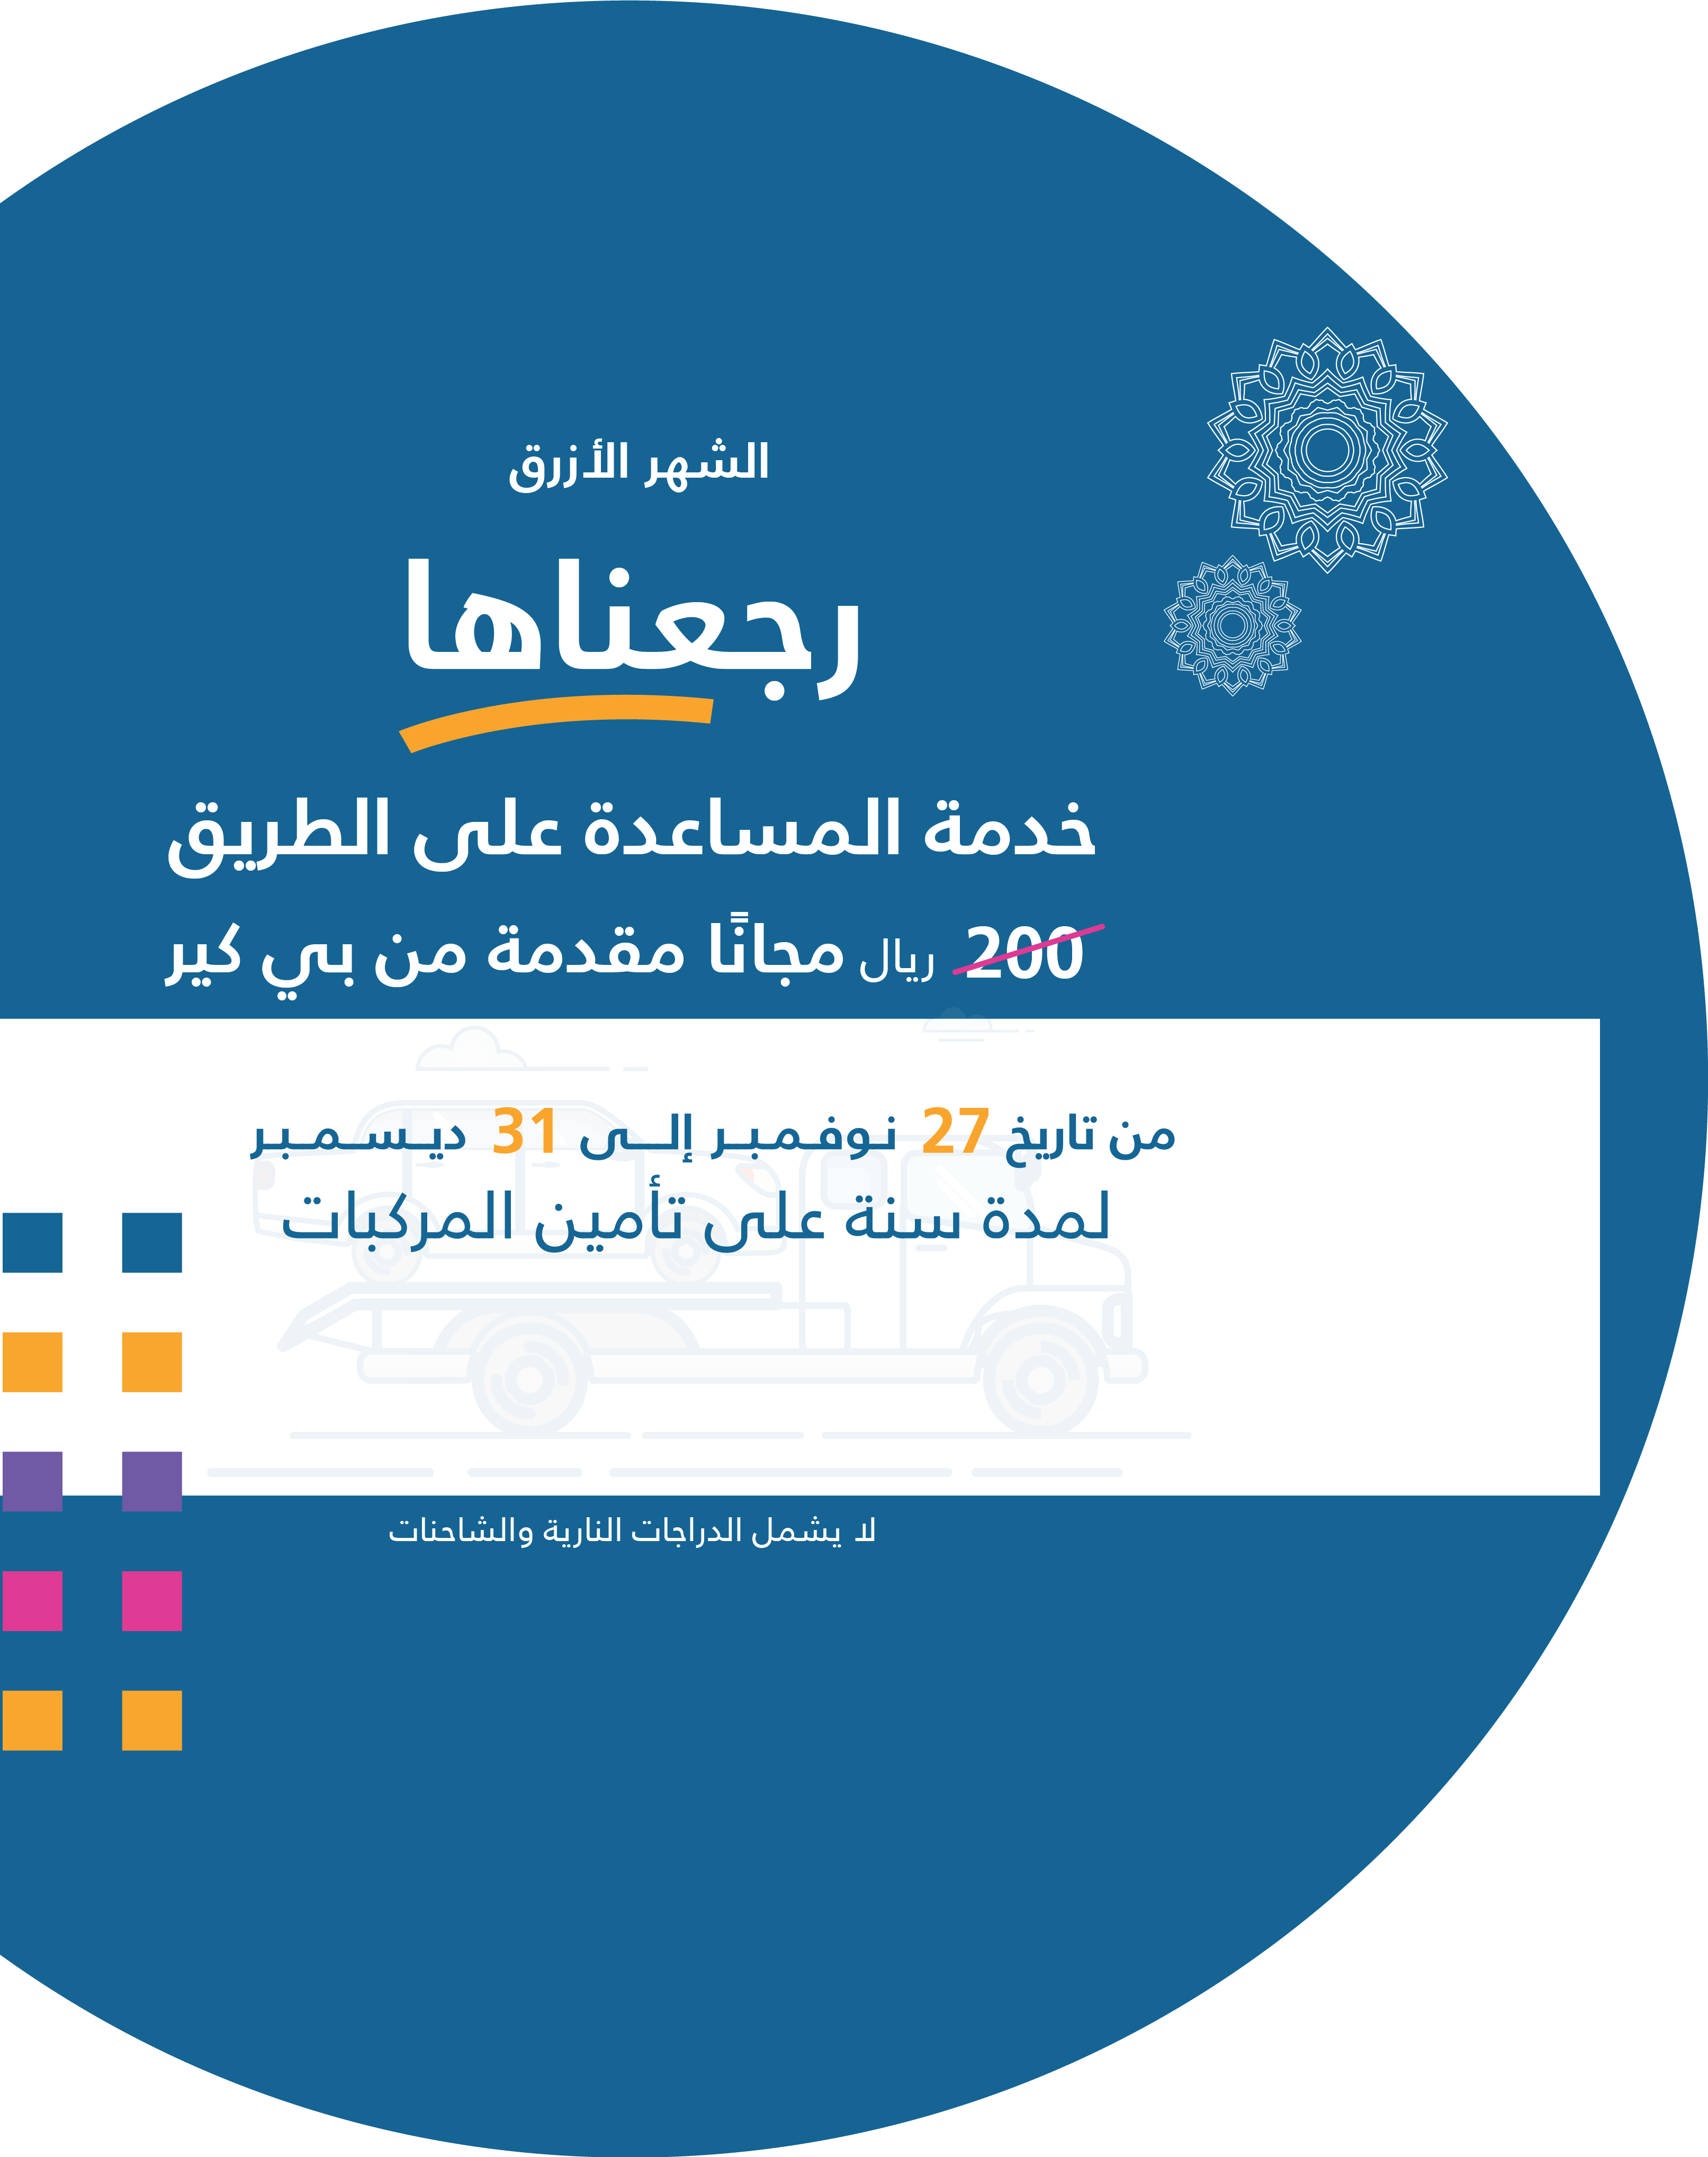 الشهر الأزرق
رجعناها
خدمة المساعدة على الطريق
200 ريال مجانًا مقدمة من بي كير
من تاريخ 27 نوفمبر إلى 31 ديسمبر
لمدة سنة على تأمين المركبات
لا يشمل الدراجات النارية والشاحنات